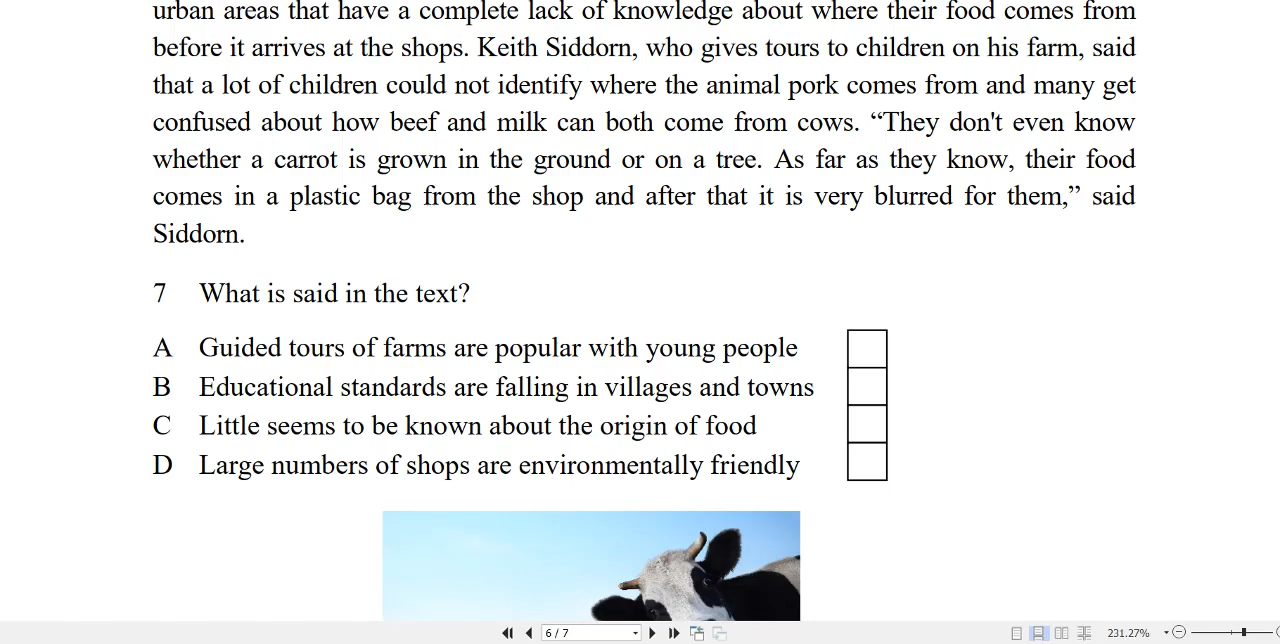 urban areas that have a complete lack of knowledge about where their food comes from
before it arrives at the shops. Keith Siddorn, who gives tours to children on his farm, said
that a lot of children could not identify where the animal pork comes from and many get
confused about how beef and milk can both come from cows. “They don't even know
whether a carrot is grown in the ground or on a tree. As far as they know, their food
comes in a plastic bag from the shop and after that it is very blurred for them,” said
Siddorn.
7 What is said in the text?
A Guided tours of farms are popular with young people
B Educational standards are falling in villages and towns
C Little seems to be known about the origin of food
D Large numbers of shops are environmentally friendly
6 / 7
231.27%